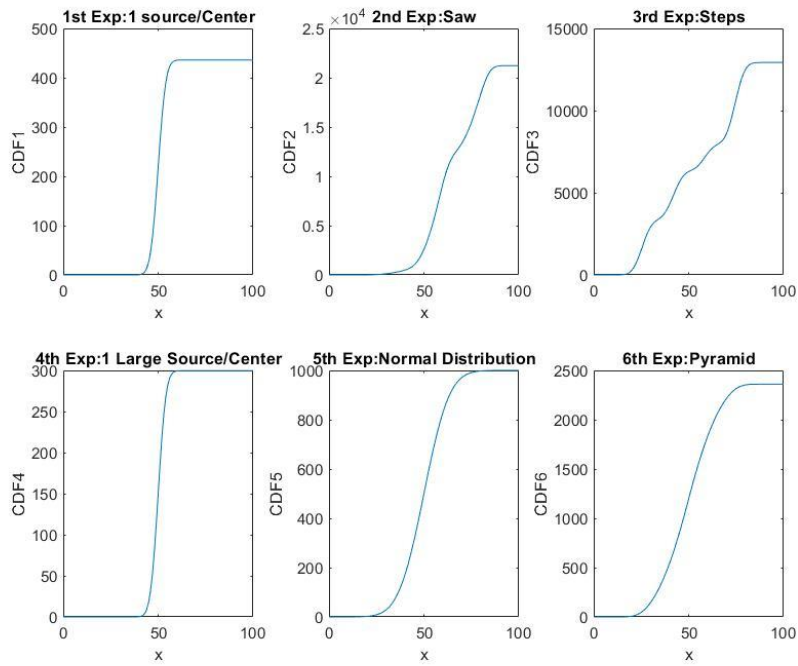 1st Exp:1 source/Center
500
400
300
200
100
0
CDF1
0 50 100
x
×10⁴ 2nd Exp:Saw
2.5
2
1.5
1
0.5
0
CDF2
0 50 100
x
3rd Exp:Steps
15000
10000
5000
0
CDF3
0 50 100
x
4th Exp:1 Large Source/Center
300
250
200
150
100
50
0
CDF4
0 50 100
x
5th Exp:Normal Distribution
1000
800
600
400
200
0
CDF5
0 50 100
x
6th Exp:Pyramid
2500
2000
1500
1000
500
0
CDF6
0 50 100
x